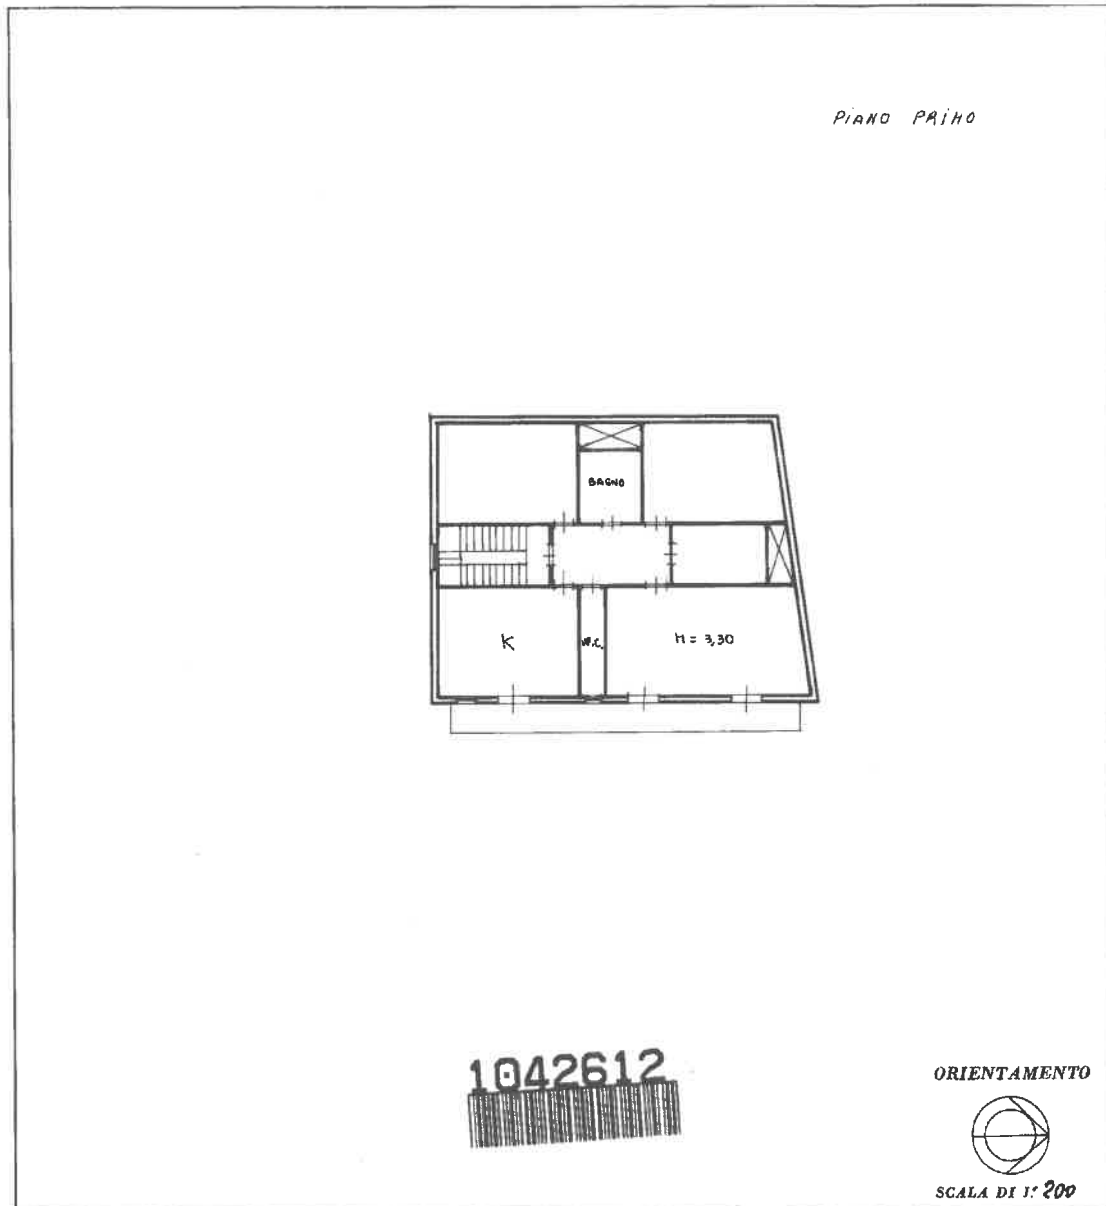 PIANO PRIMO
BAGNO
K
W.C.
H = 3,30
1042612
ORIENTAMENTO
SCALA DI 1: 200